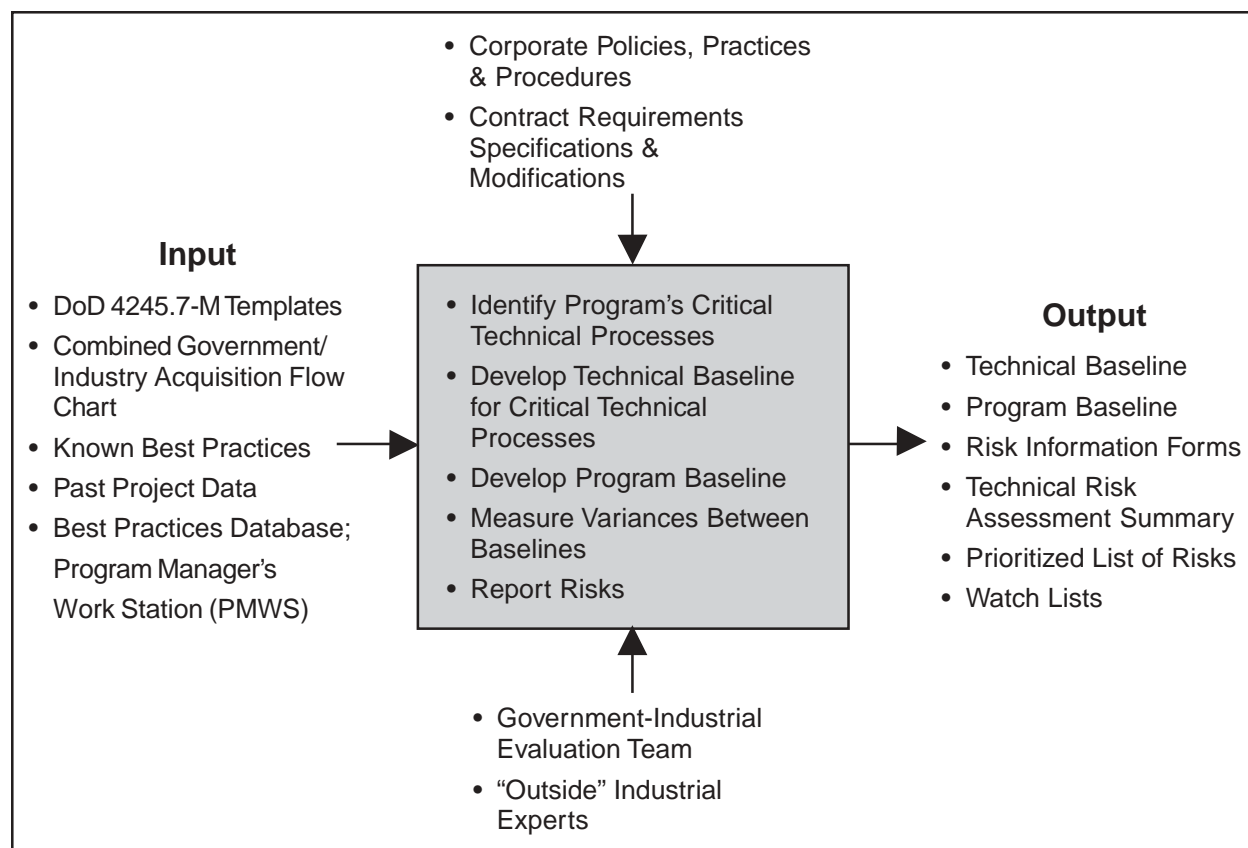 • Corporate Policies, Practices
& Procedures
• Contract Requirements
Specifications &
Modifications
Input
• DoD 4245.7-M Templates
• Combined Government/
Industry Acquisition Flow
Chart
• Known Best Practices
• Past Project Data
• Best Practices Database;
Program Manager’s
Work Station (PMWS)
• Identify Program’s Critical
Technical Processes
• Develop Technical Baseline
for Critical Technical
Processes
• Develop Program Baseline
• Measure Variances Between
Baselines
• Report Risks
Output
• Technical Baseline
• Program Baseline
• Risk Information Forms
• Technical Risk
Assessment Summary
• Prioritized List of Risks
• Watch Lists
• Government-Industrial
Evaluation Team
• “Outside” Industrial
Experts